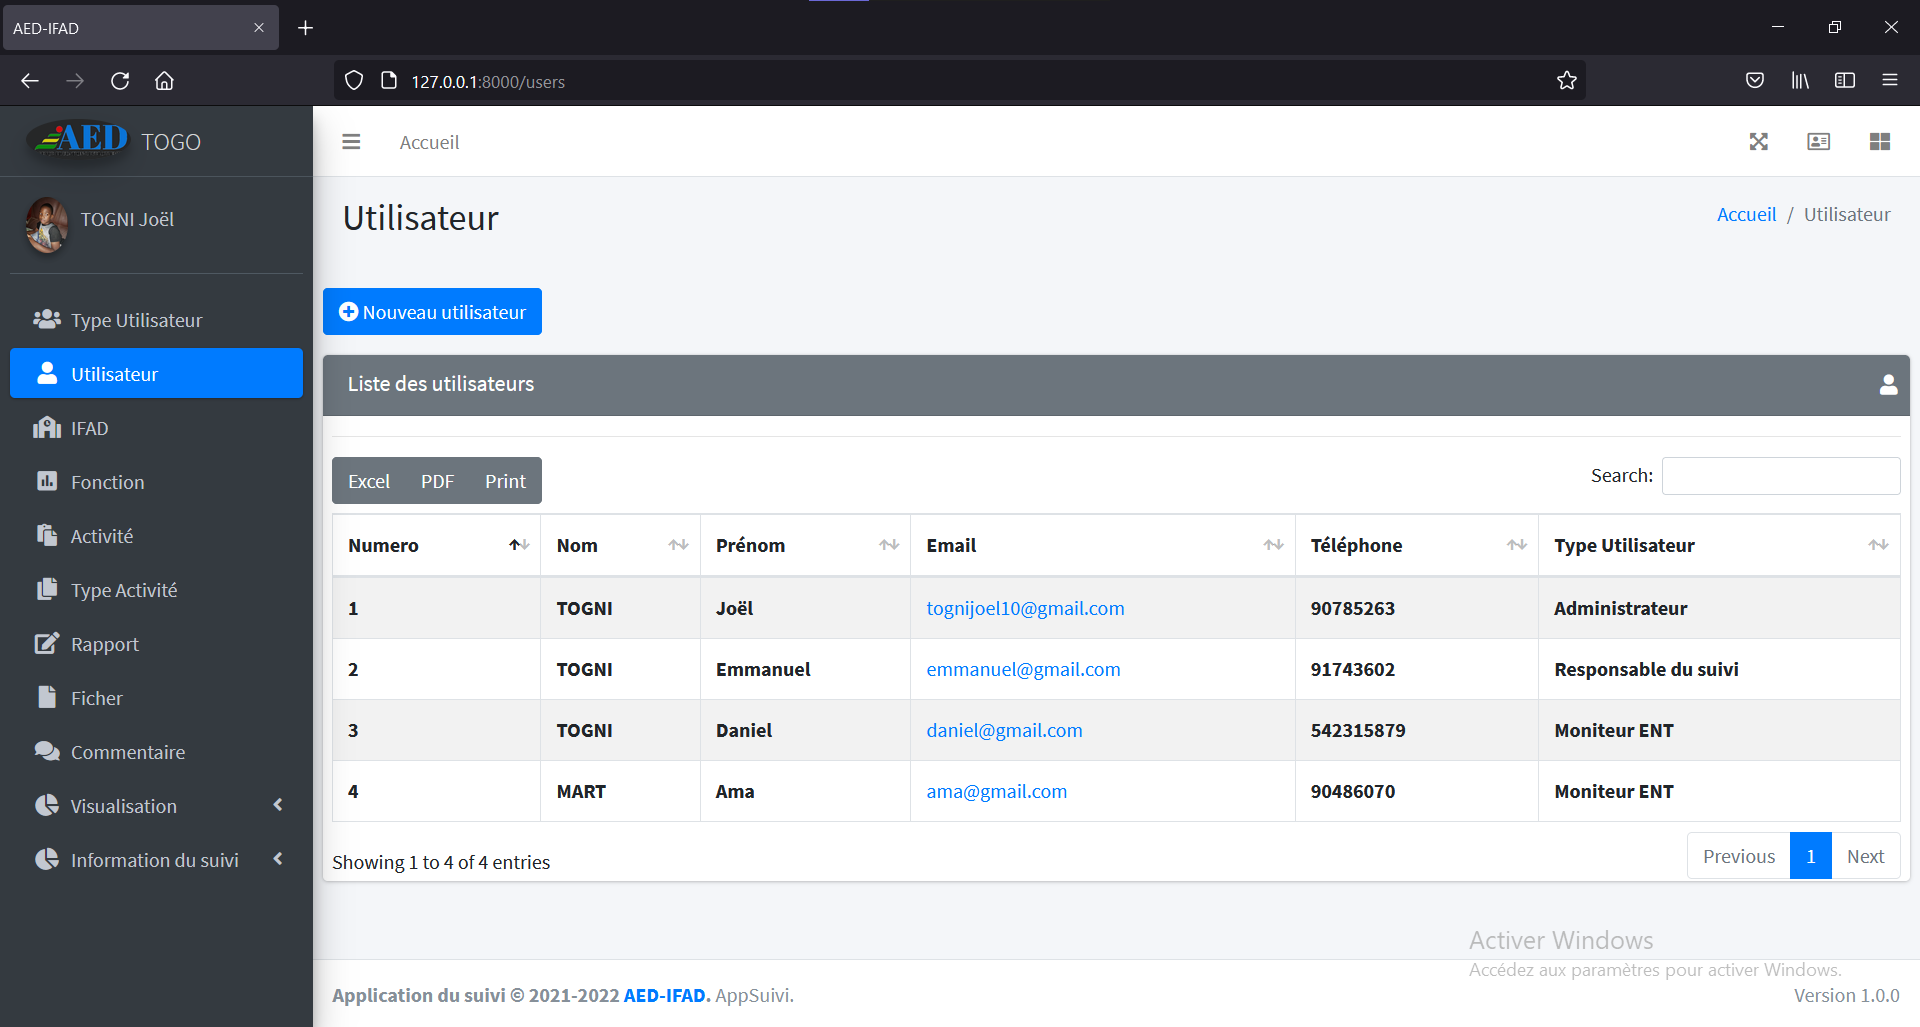 AED-IFAD
127.0.0.1:8000/users
AED TOGO
Accueil
TOGNI Joël
Utilisateur
Accueil / Utilisateur
Type Utilisateur
Utilisateur
IFAD
Fonction
Activité
Type Activité
Rapport
Ficher
Commentaire
Visualisation
Information du suivi
Nouveau utilisateur
Liste des utilisateurs
Excel PDF Print
Search:
Numero Nom Prénom Email Téléphone Type Utilisateur
1 TOGNI Joël tognijoel10@gmail.com 90785263 Administrateur
2 TOGNI Emmanuel emmanuel@gmail.com 91743602 Responsable du suivi
3 TOGNI Daniel daniel@gmail.com 542315879 Moniteur ENT
4 MART Ama ama@gmail.com 90486070 Moniteur ENT
Showing 1 to 4 of 4 entries
Previous 1 Next
Activer Windows
Accédez aux paramètres pour activer Windows.
Application du suivi © 2021-2022 AED-IFAD. AppSuivi.
Version 1.0.0